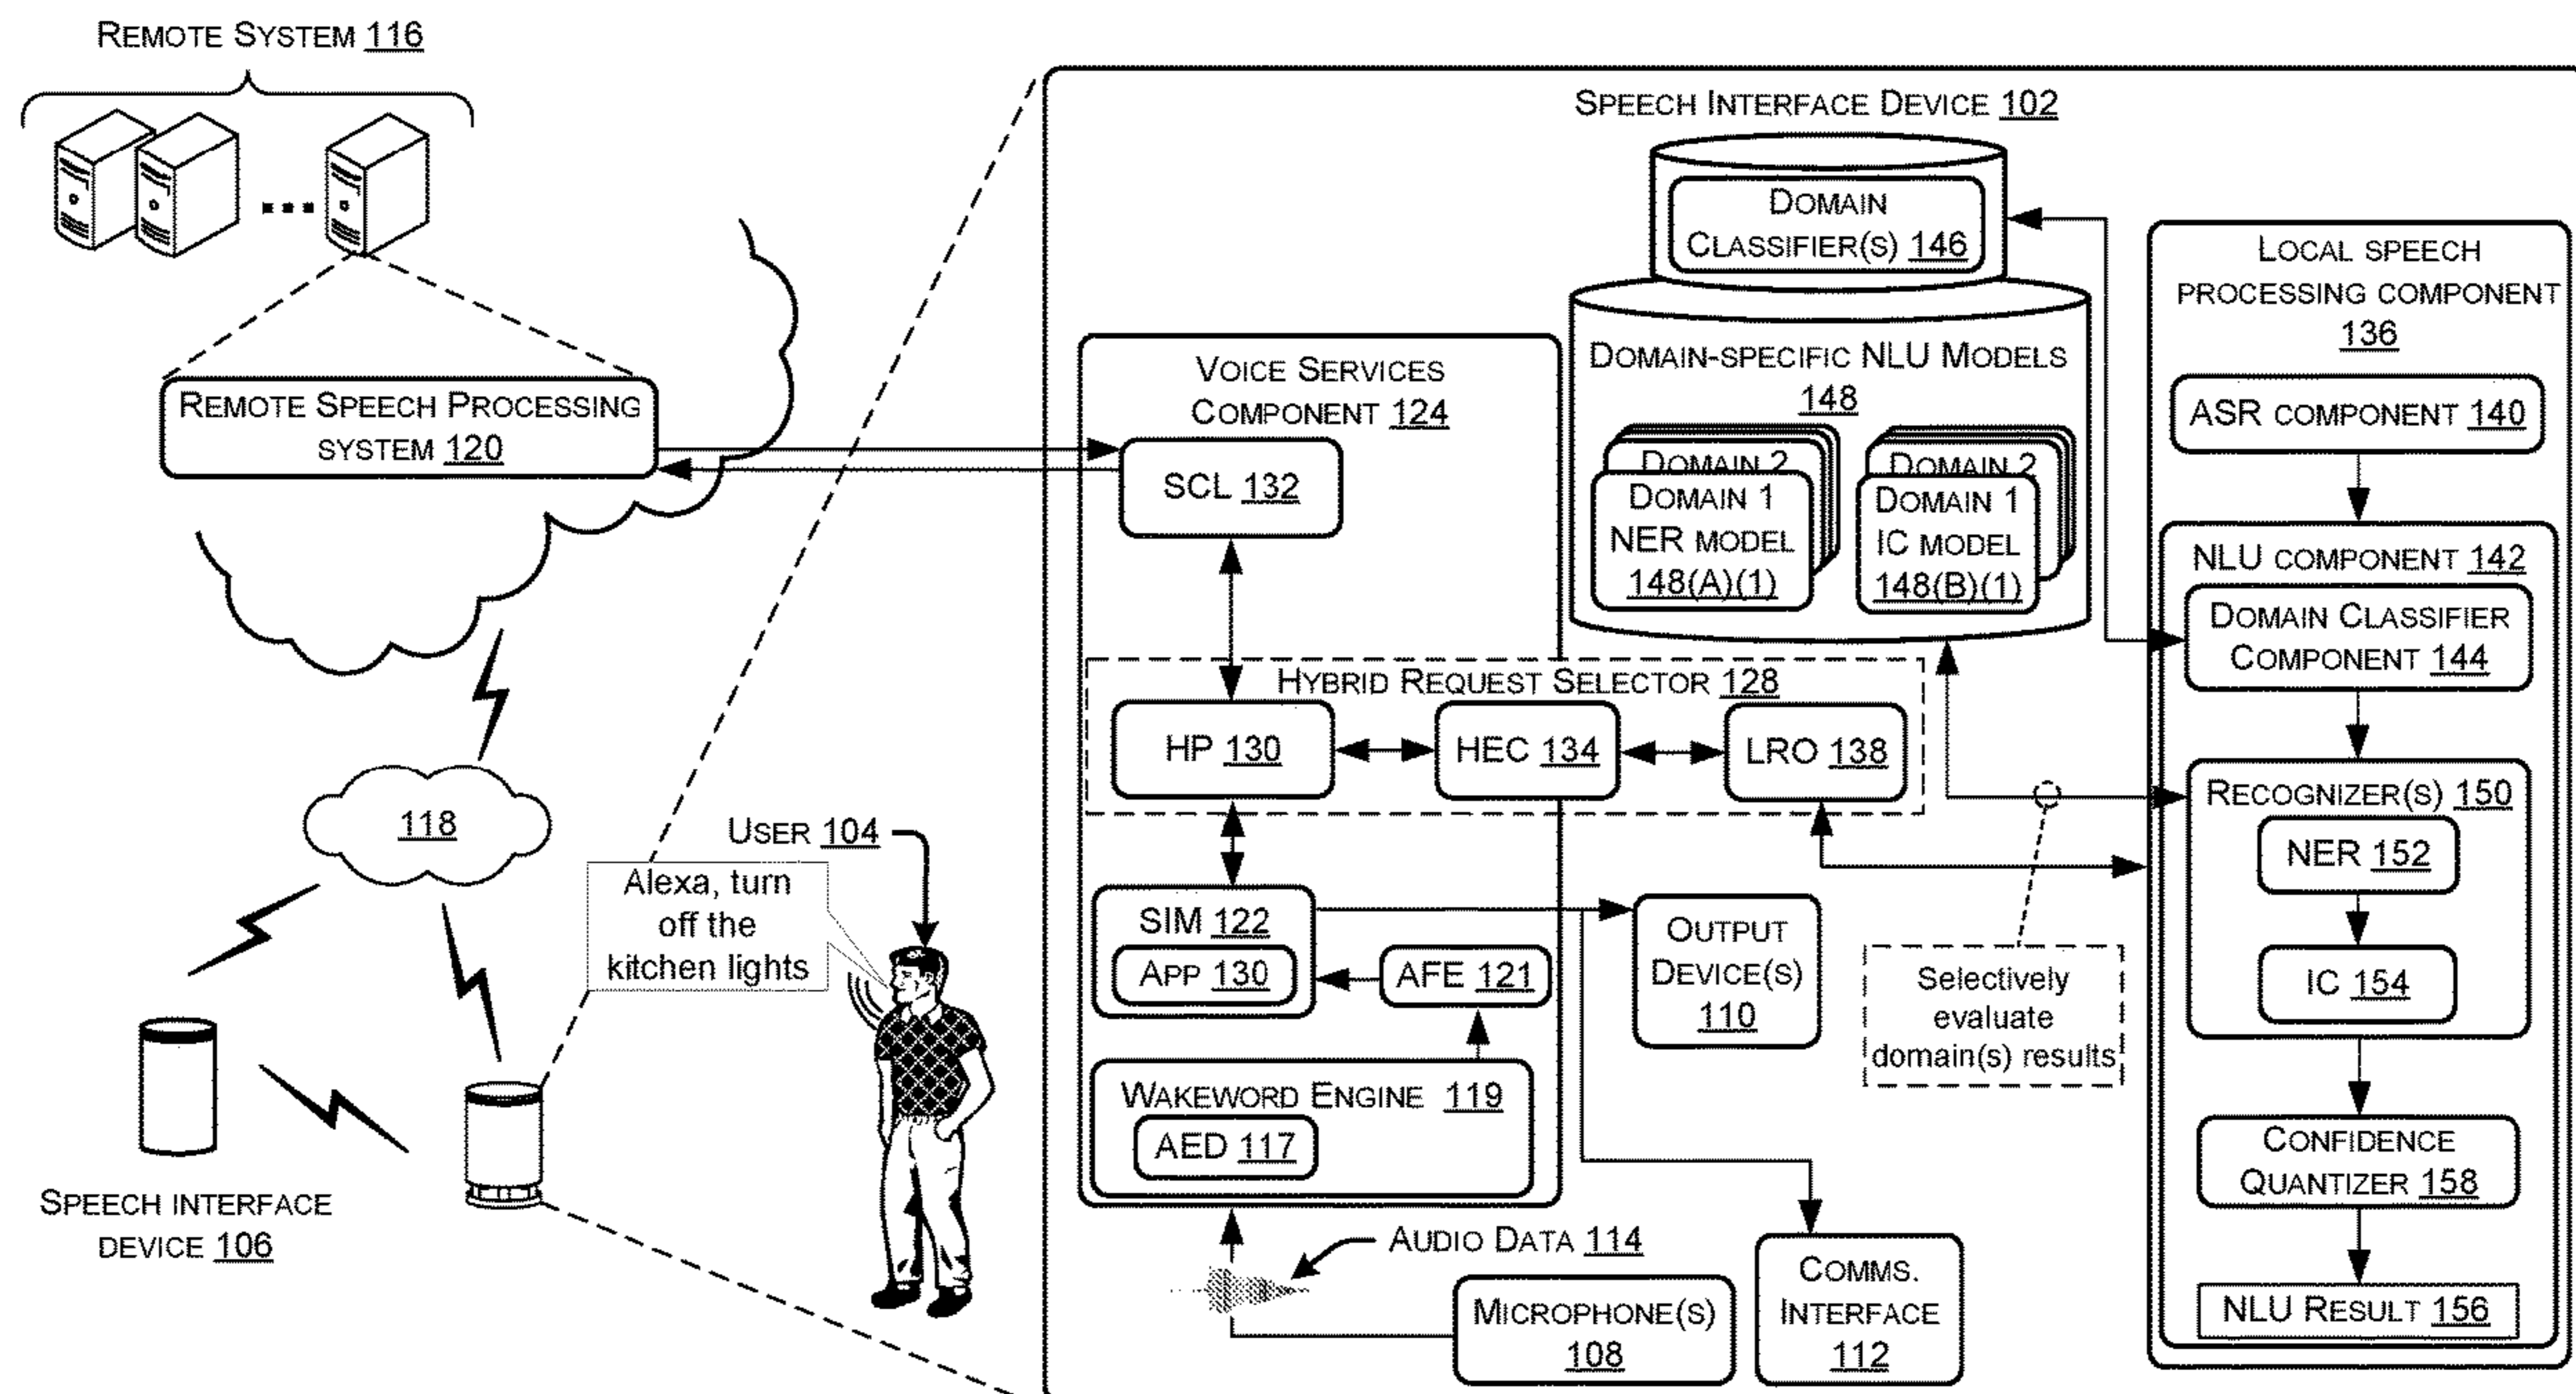 REMOTE SYSTEM 116
REMOTE SPEECH PROCESSING
SYSTEM 120
118
SPEECH INTERFACE
DEVICE 106
USER 104
Alexa, turn
off the
kitchen lights
SPEECH INTERFACE DEVICE 102
DOMAIN
CLASSIFIER(S) 146
DOMAIN-SPECIFIC NLU MODELS
148
DOMAIN 2
DOMAIN 1
NER MODEL
148(A)(1)
DOMAIN 2
DOMAIN 1
IC MODEL
148(B)(1)
VOICE SERVICES
COMPONENT 124
SCL 132
HYBRID REQUEST SELECTOR 128
HP 130
HEC 134
LRO 138
SIM 122
APP 130
AFE 121
WAKEWORD ENGINE 119
AED 117
OUTPUT
DEVICE(S)
110
AUDIO DATA 114
MICROPHONE(S)
108
COMMS.
INTERFACE
112
Selectively
evaluate
domain(s) results
LOCAL SPEECH
PROCESSING COMPONENT
136
ASR COMPONENT 140
NLU COMPONENT 142
DOMAIN CLASSIFIER
COMPONENT 144
RECOGNIZER(S) 150
NER 152
IC 154
CONFIDENCE
QUANTIZER 158
NLU RESULT 156